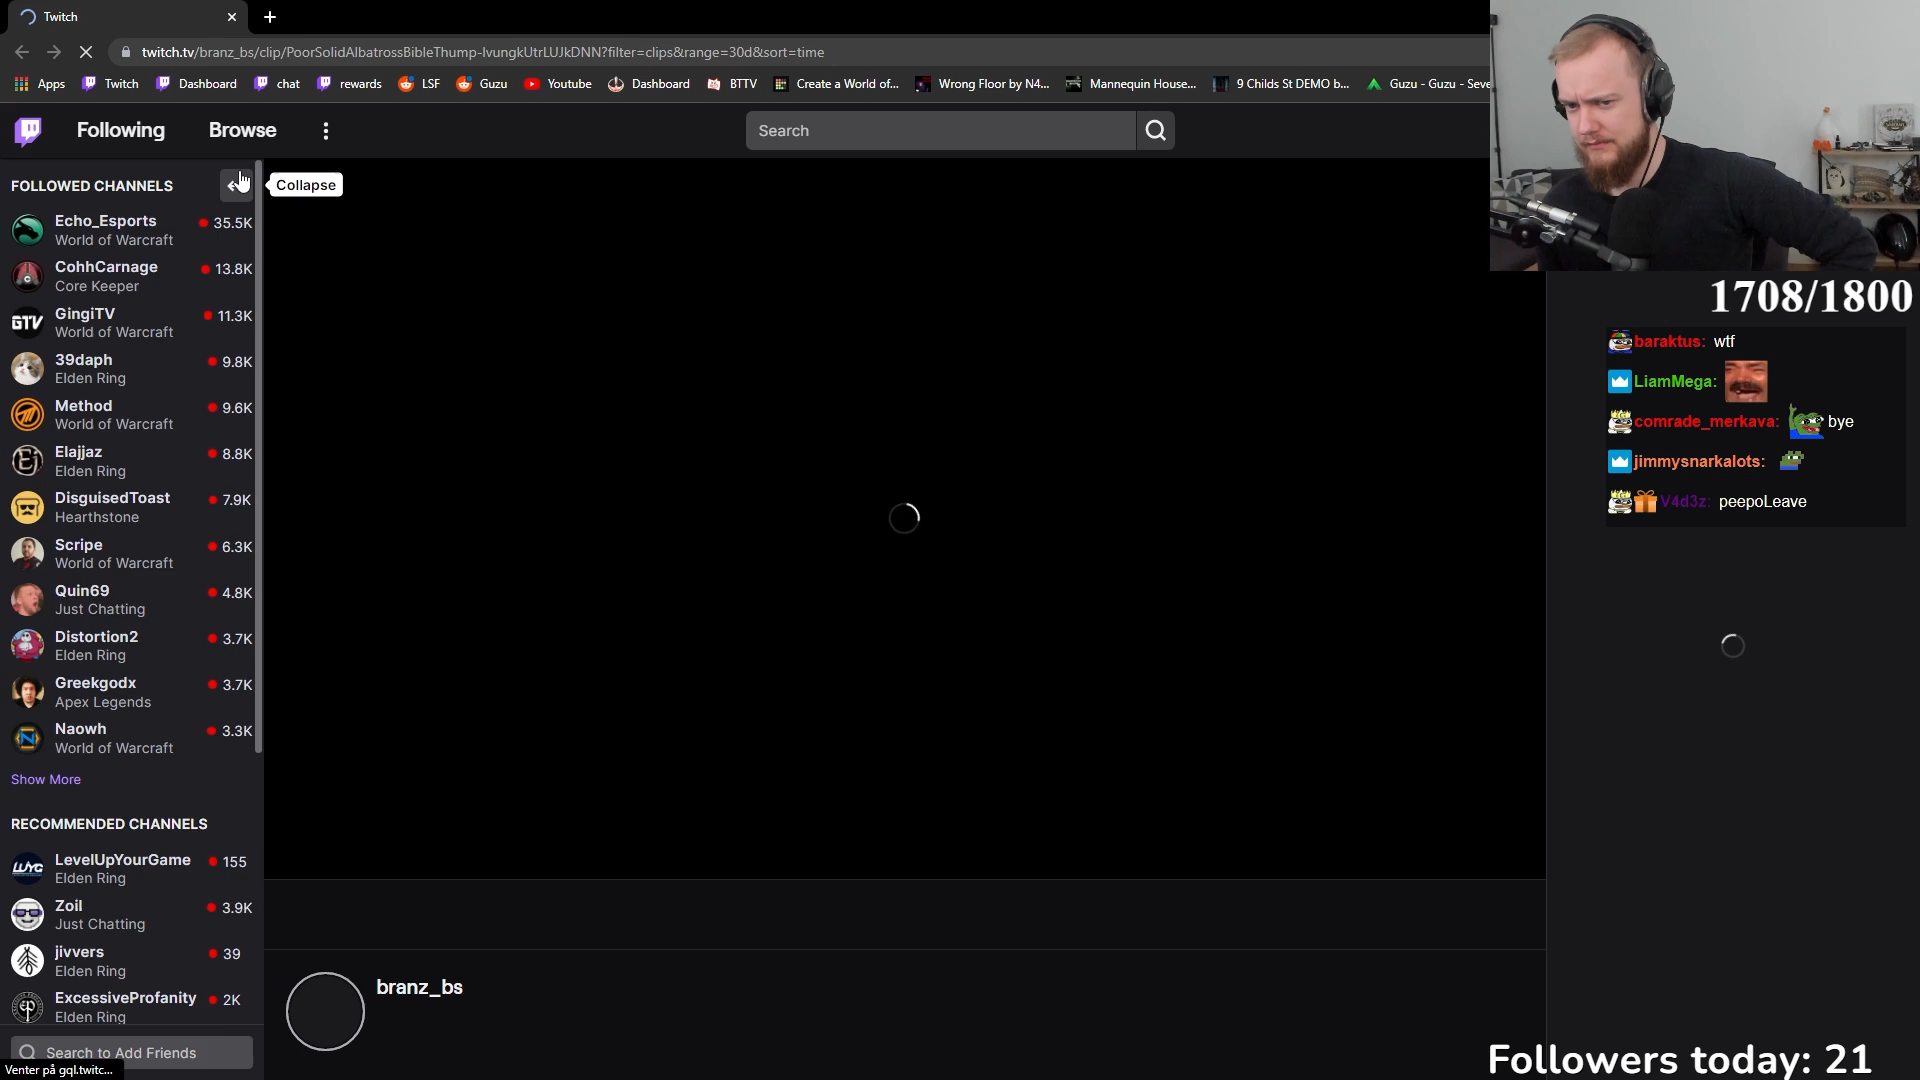 Twitch
twitch.tv/branz_bs/clip/PoorSolidAlbatrossBibleThump-lvungkUtrLUJkDNN?filter=clips&range=30d&sort=time
Apps Twitch Dashboard chat rewards LSF Guzu Youtube Dashboard BTTV Create a World of... Wrong Floor by N4... Mannequin House... 9 Childs St DEMO b... Guzu - Guzu - Seve
Following Browse Search
FOLLOWED CHANNELS
Collapse
Echo_Esports 35.5K
World of Warcraft
CohhCarnage 13.8K
Core Keeper
GTV
GingiTV 11.3K
World of Warcraft
39daph 9.8K
Elden Ring
Method 9.6K
World of Warcraft
Elajjaz 8.8K
Elden Ring
DisguisedToast 7.9K
Hearthstone
Scripe 6.3K
World of Warcraft
Quin69 4.8K
Just Chatting
Distortion2 3.7K
Elden Ring
Greekgodx 3.7K
Apex Legends
Naowh 3.3K
World of Warcraft
Show More
RECOMMENDED CHANNELS
LevelUpYourGame 155
Elden Ring
Zoil 3.9K
Just Chatting
jivvers 39
Elden Ring
ExcessiveProfanity 2K
Elden Ring
Search to Add Friends
Venter på gql.twitc...
branz_bs
1708/1800
baraktus: wtf
LiamMega:
comrade_merkava: bye
jimmysnarkalots:
V4d3z: peepoLeave
Followers today: 21